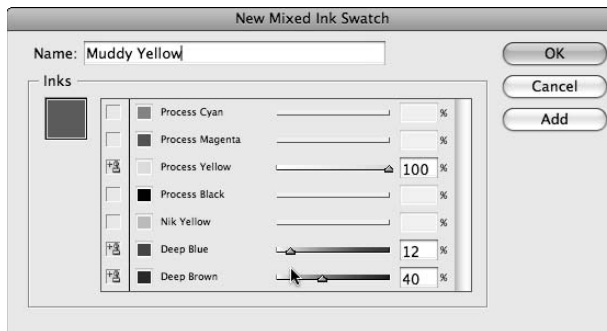 New Mixed Ink Swatch
Name: Muddy Yellow
OK
Inks
Cancel
Add
Process Cyan %
Process Magenta %
Process Yellow 100 %
Process Black %
Nik Yellow %
Deep Blue 12 %
Deep Brown 40 %